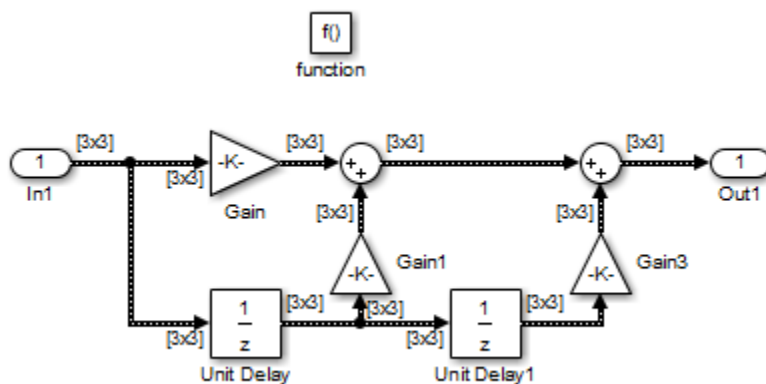 f()
function
[3x3]
[3x3]
[3x3]
[3x3]
1
-K-
++
++
1
In1
[3x3]
Out1
Gain
[3x3]
[3x3]
-K-
Gain1
-K-
Gain3
[3x3]
[3x3]
[3x3]
1
z
[3x3]
[3x3]
1
z
Unit Delay
Unit Delay1